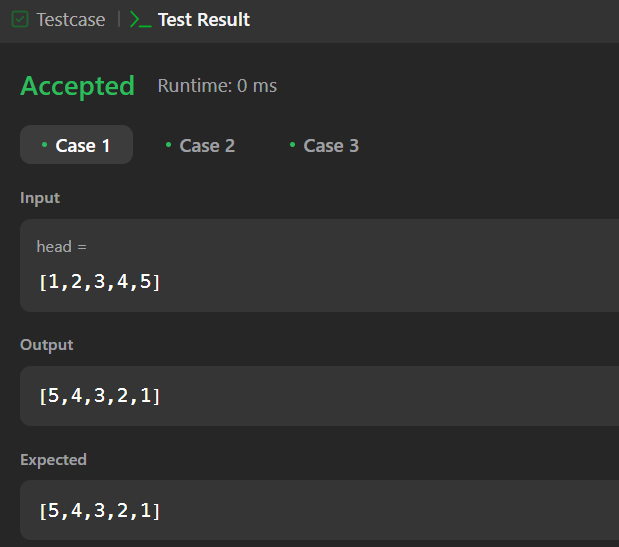 Testcase | Test Result
Accepted Runtime: 0 ms
• Case 1 • Case 2 • Case 3
Input
head =
[1,2,3,4,5]
Output
[5,4,3,2,1]
Expected
[5,4,3,2,1]